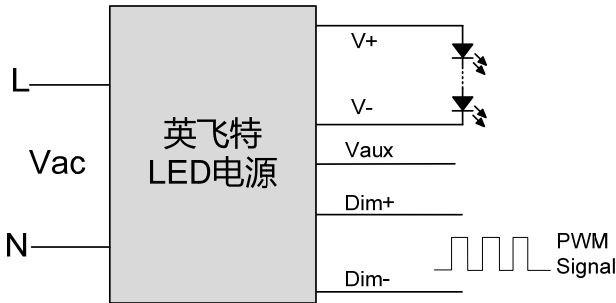 L
Vac
N
英飞特
LED电源
V+
V-
Vaux
Dim+
Dim-
PWM
Signal